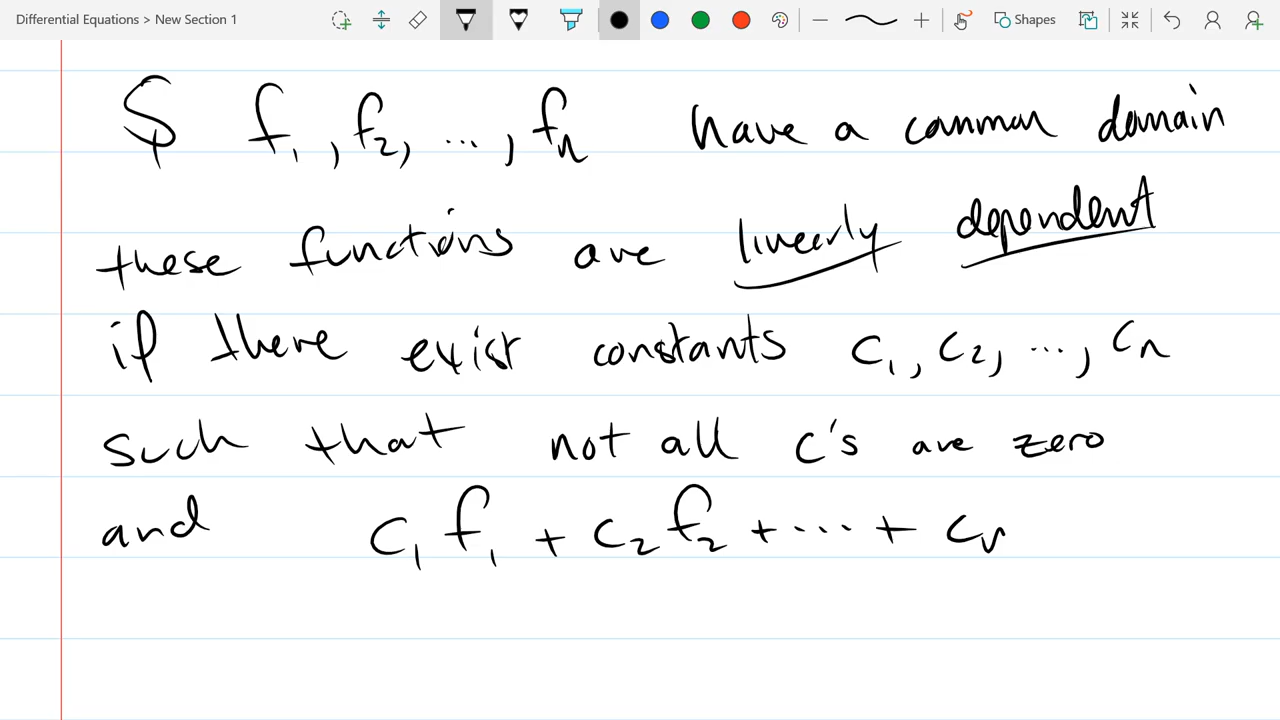 Differential Equations > New Section 1
Shapes
$ f₁, f₂, ..., fₙ have a common domain
these functions are linearly dependent
if there exist constants c₁, c₂, ..., cₙ
such that not all c's are zero
and c₁ f₁ + c₂ f₂ + ... + c